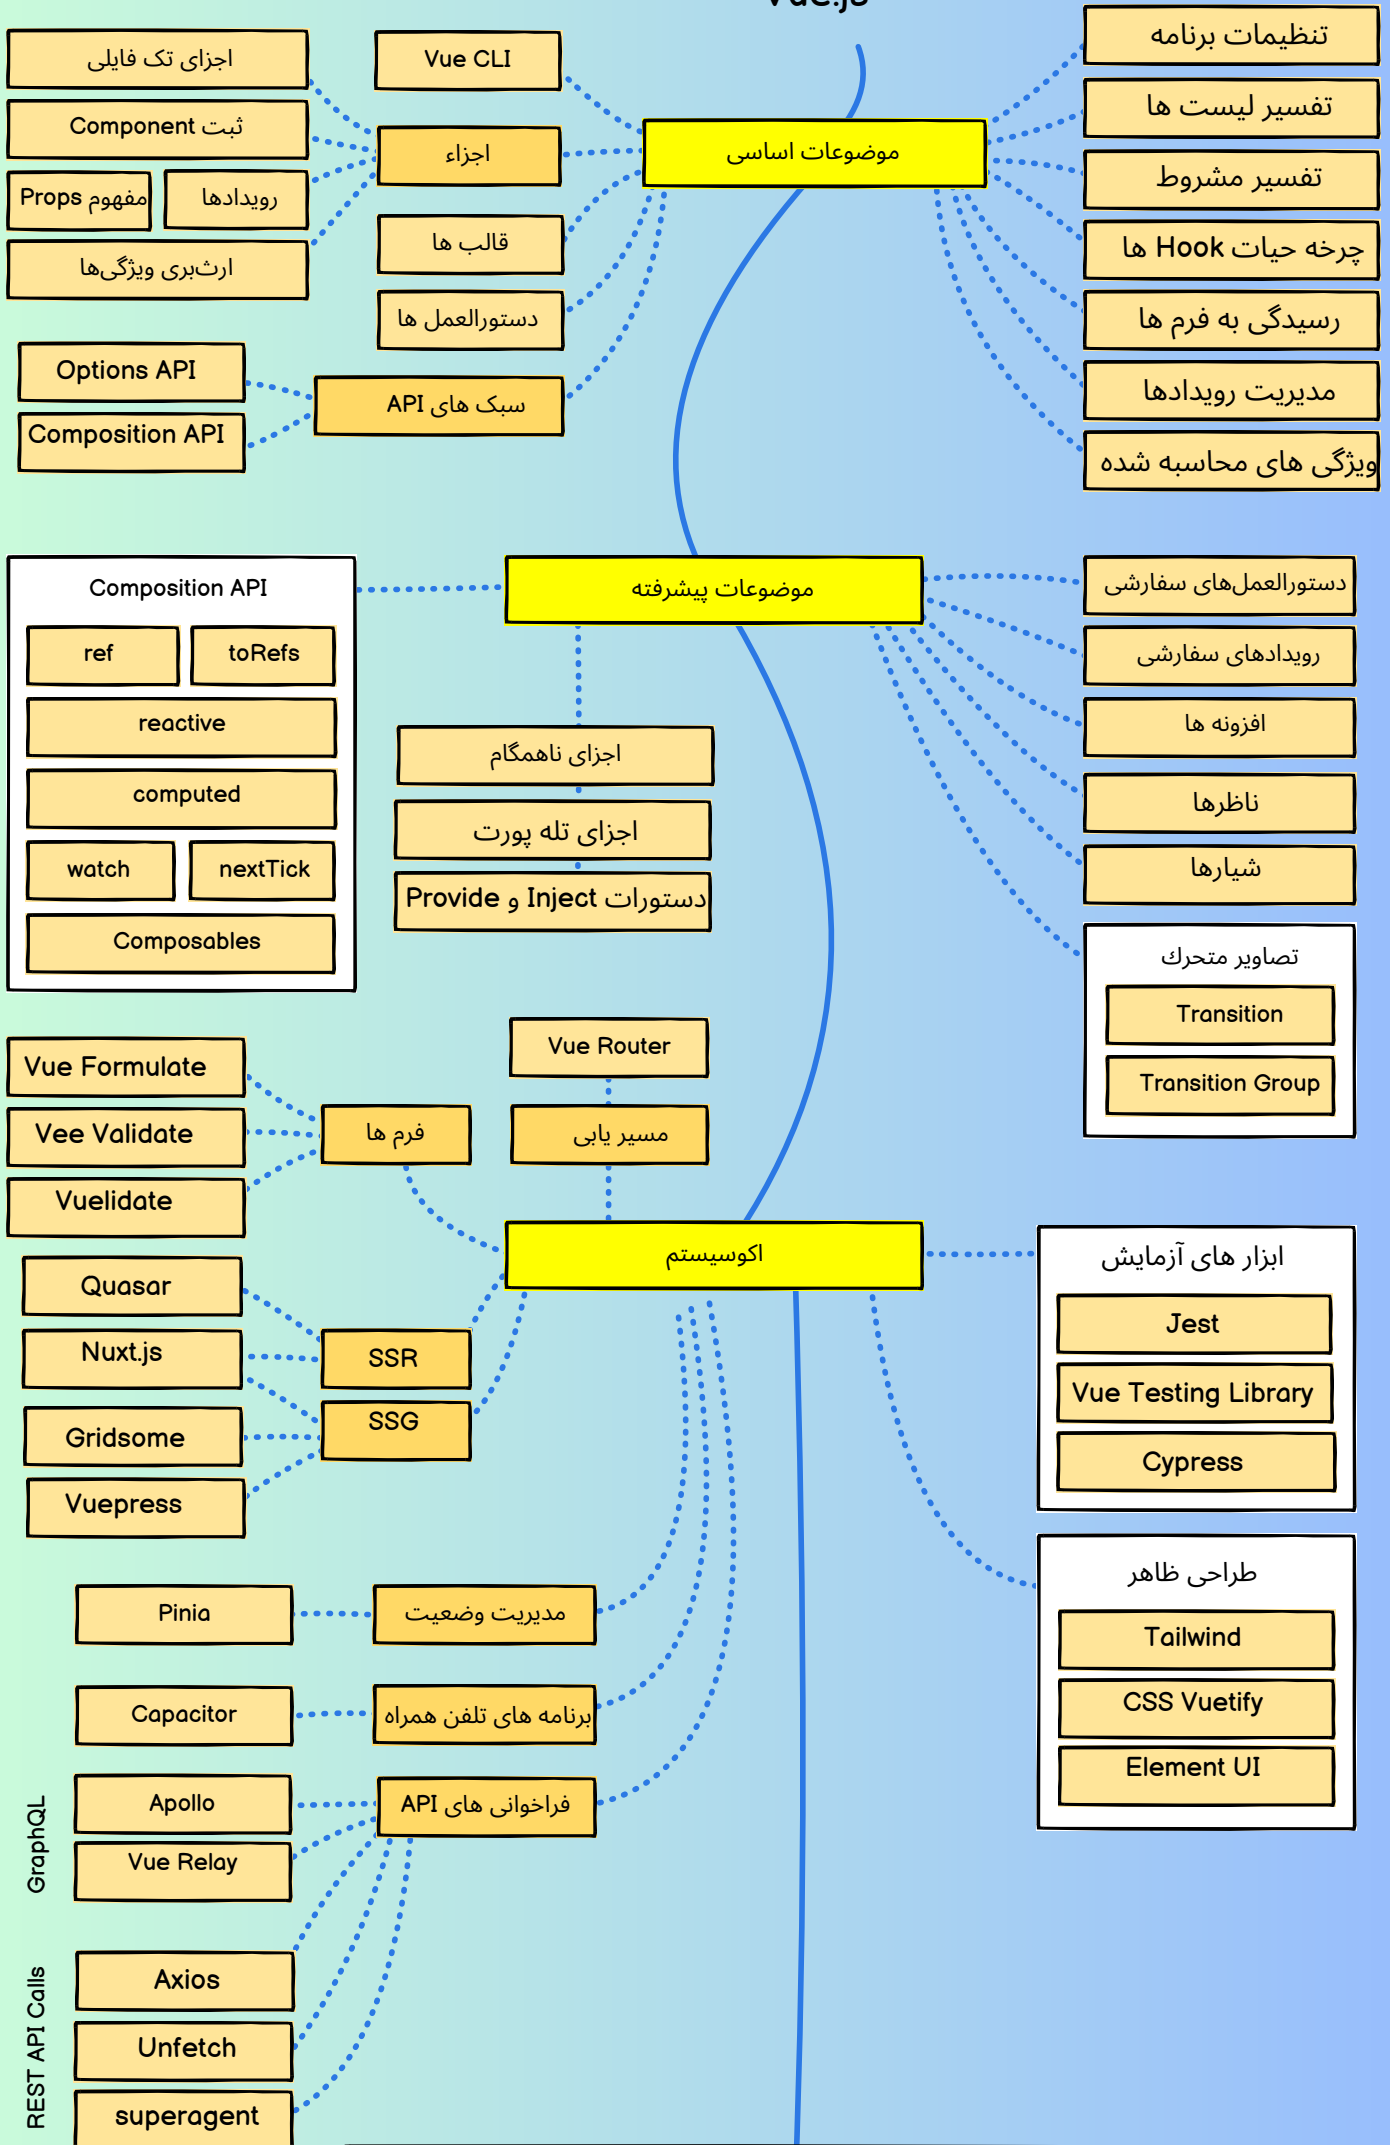 Vue.js
موضوعات اساسی
تنظیمات برنامه
تفسیر لیست ها
تفسیر مشروط
چرخه حیات Hook ها
رسیدگی به فرم ها
مدیریت رویدادها
ویژگی های محاسبه شده
Vue CLI
اجزاء
اجزای تک فایلی
ثبت Component
رویدادها
مفهوم Props
ارث‌بری ویژگی‌ها
قالب ها
دستورالعمل ها
سبک های API
Options API
Composition API
موضوعات پیشرفته
دستورالعمل‌های سفارشی
رویدادهای سفارشی
افزونه ها
ناظرها
شیارها
تصاویر متحرك
Transition
Transition Group
اجزای ناهمگام
اجزای تله پورت
دستورات Inject و Provide
Composition API
ref
toRefs
reactive
computed
watch
nextTick
Composables
اکوسیستم
مسیر یابی
Vue Router
فرم ها
Vue Formulate
Vee Validate
Vuelidate
SSR
SSG
Quasar
Nuxt.js
Gridsome
Vuepress
ابزار های آزمایش
Jest
Vue Testing Library
Cypress
طراحی ظاهر
Tailwind
CSS Vuetify
Element UI
مدیریت وضعیت
Pinia
برنامه های تلفن همراه
Capacitor
فراخوانی های API
GraphQL
Apollo
Vue Relay
REST API Calls
Axios
Unfetch
superagent